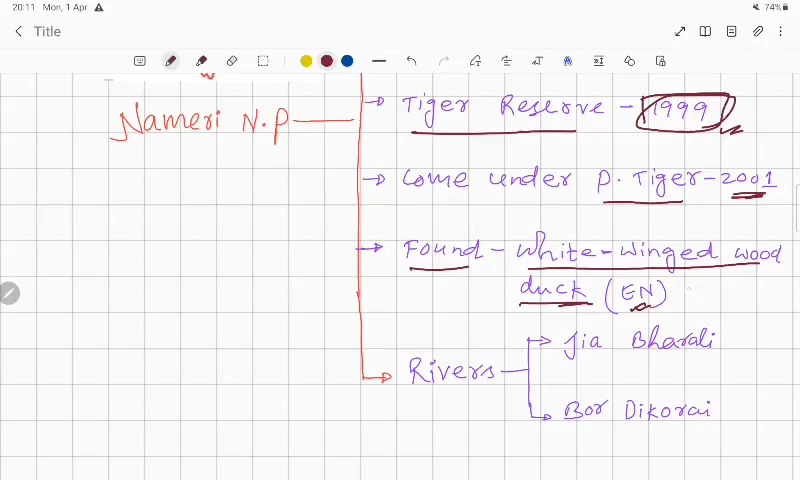 20:11 Mon, 1 Apr 74%
Title
Tiger Reserve - 1999
Nameri N.P
Come under P. Tiger - 2001
Found - White-winged wood
duck (EN)
Jia Bharali
Rivers
Bor Dikorai